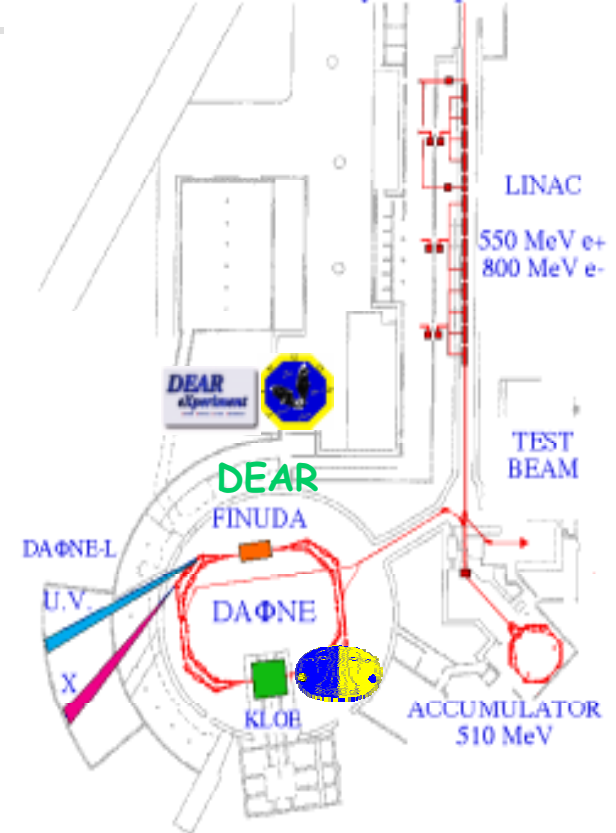 LINAC
550 MeV e+
800 MeV e-
DEAR
eXperiment
TEST
BEAM
DEAR
FINUDA
DAΦNE-L
U.V.
DAΦNE
X
KLOE
ACCUMULATOR
510 MeV